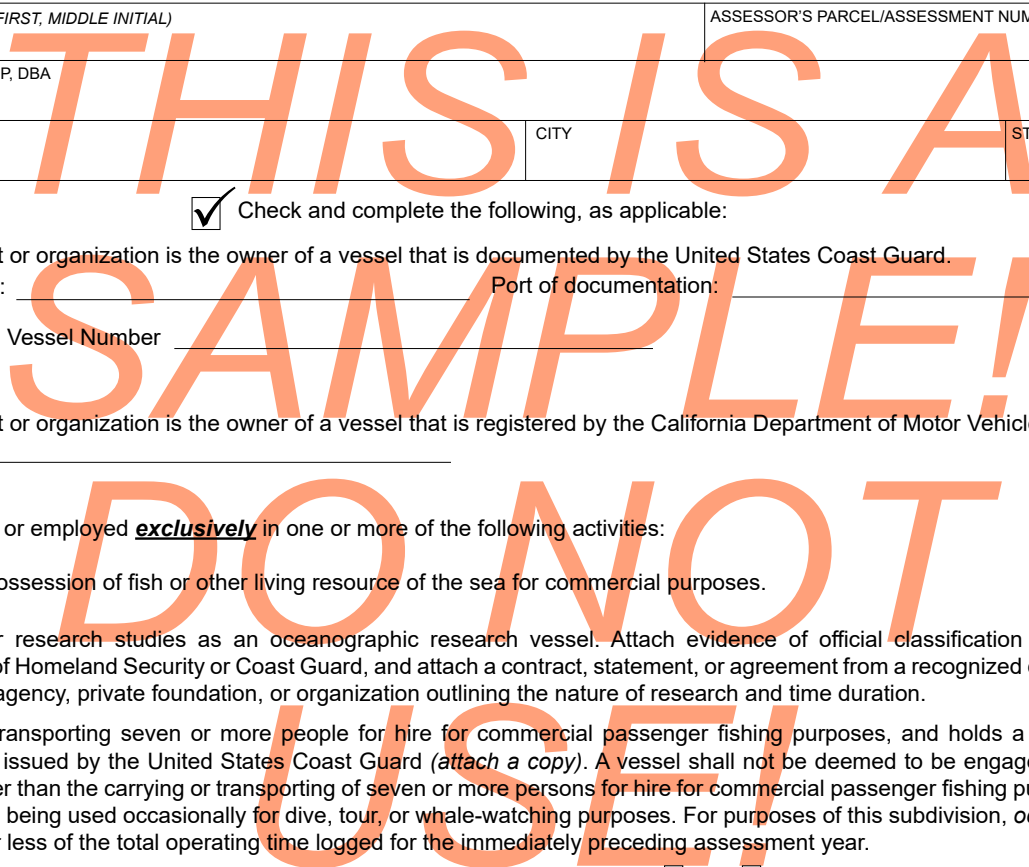 FIRST, MIDDLE INITIAL)
ASSESSOR'S PARCEL/ASSESSMENT NUM
P, DBA
THIS IS A
CITY
ST
Check and complete the following, as applicable:
t or organization is the owner of a vessel that is documented by the United States Coast Guard.
: Port of documentation:
SAMPLE!
Vessel Number
t or organization is the owner of a vessel that is registered by the California Department of Motor Vehicle
DO NOT
or employed exclusively in one or more of the following activities:
ossession of fish or other living resource of the sea for commercial purposes.
r research studies as an oceanographic research vessel. Attach evidence of official classification
of Homeland Security or Coast Guard, and attach a contract, statement, or agreement from a recognized
agency, private foundation, or organization outlining the nature of research and time duration.
ransporting seven or more people for hire for commercial passenger fishing purposes, and holds a
issued by the United States Coast Guard (attach a copy). A vessel shall not be deemed to be engage
USE!
er than the carrying or transporting of seven or more persons for hire for commercial passenger fishing pu
being used occasionally for dive, tour, or whale-watching purposes. For purposes of this subdivision, oc
r less of the total operating time logged for the immediately preceding assessment year.